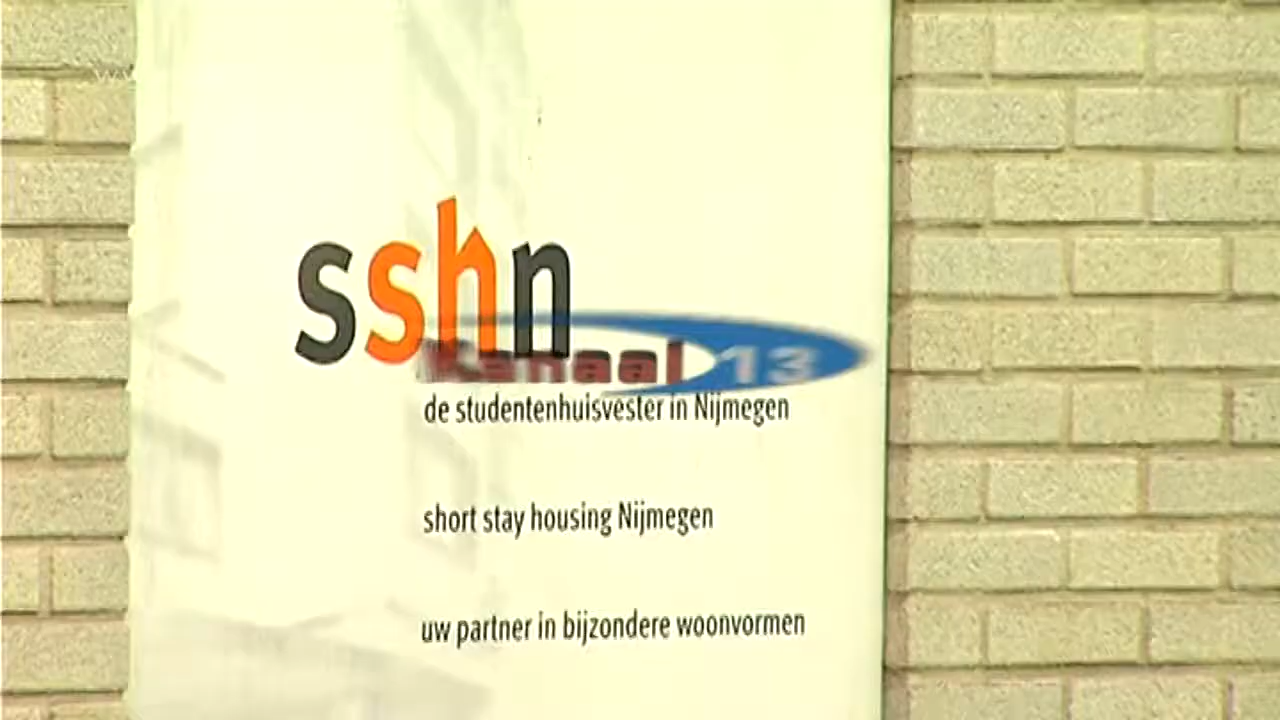 sshn
Kanaal 13
de studentenhuisvester in Nijmegen
short stay housing Nijmegen
uw partner in bijzondere woonvormen